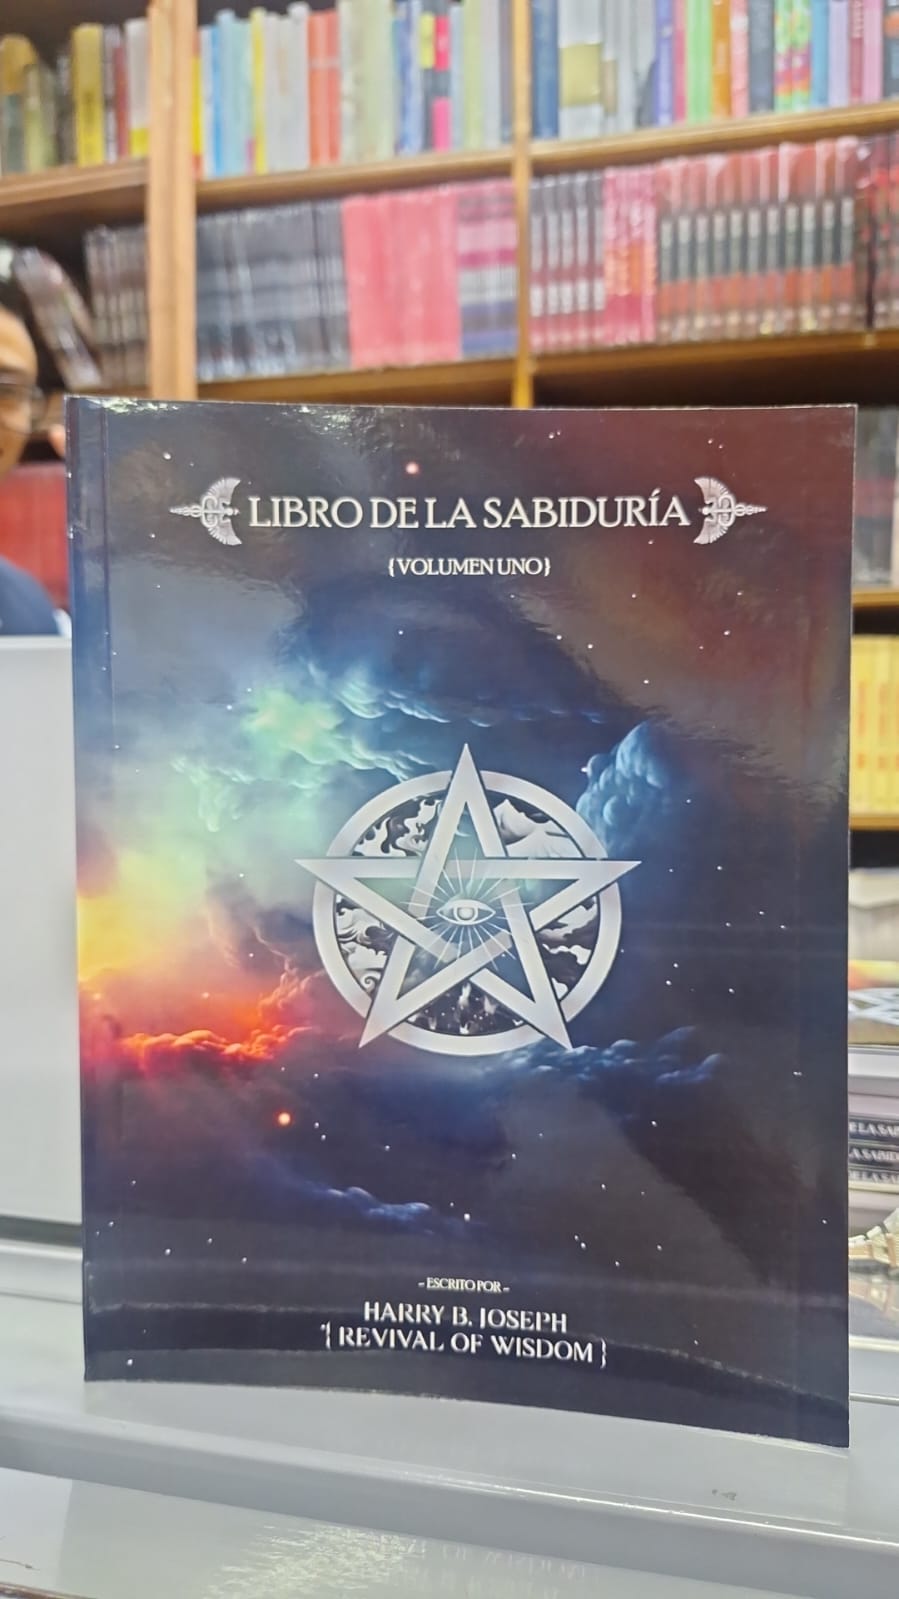 LIBRO DE LA SABIDURÍA
{VOLUMEN UNO}
- ESCRITO POR -
HARRY B. JOSEPH
{ REVIVAL OF WISDOM }